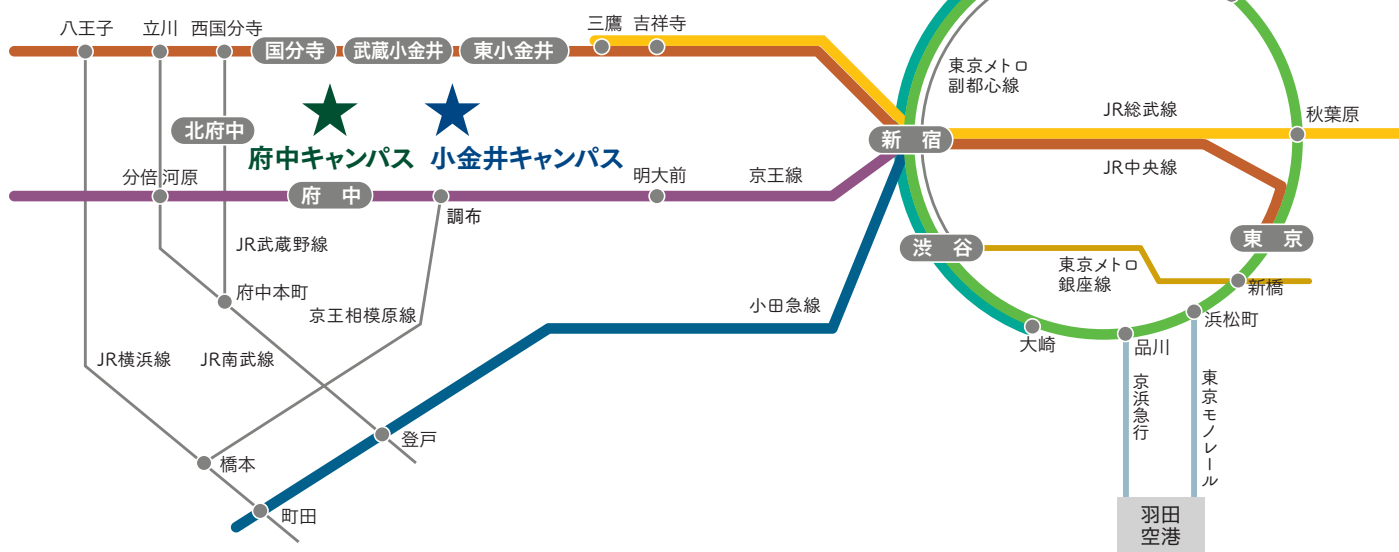 八王子
立川
西国分寺
国分寺
武蔵小金井
東小金井
三鷹
吉祥寺
東京メトロ
副都心線
JR総武線
秋葉原
北府中
府中キャンパス
小金井キャンパス
新 宿
JR中央線
分倍河原
府 中
明大前
京王線
調布
JR武蔵野線
渋 谷
東 京
東京メトロ
銀座線
新橋
府中本町
京王相模原線
小田急線
浜松町
大崎
品川
JR横浜線
JR南武線
京浜急行
東京モノレール
登戸
橋本
町田
羽田
空港